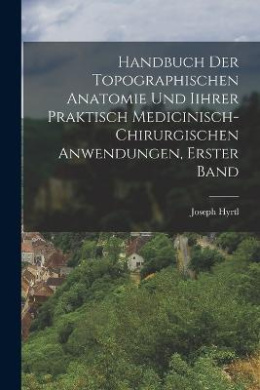 Handbuch Der
Topographischen
Anatomie Und Iihrer
Praktisch Medicinisch-
Chirurgischen
Anwendungen, Erster
Band
Joseph Hyrtl